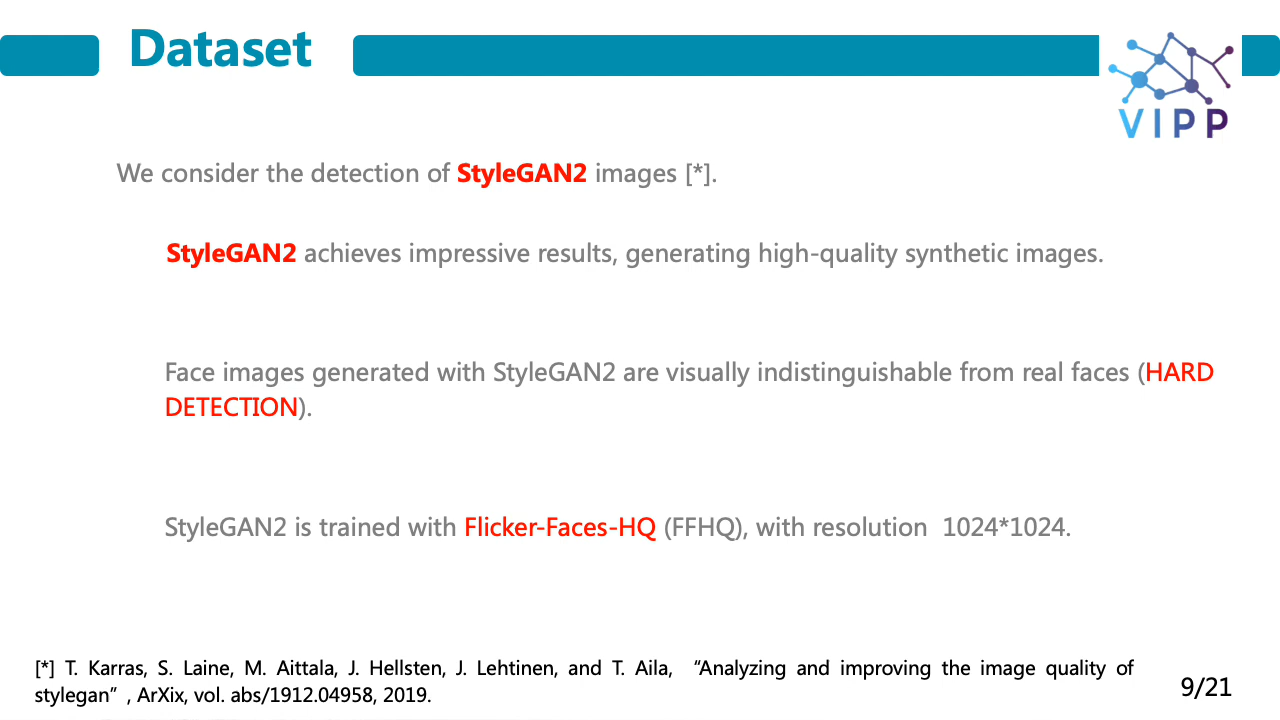 Dataset
VIPP
We consider the detection of StyleGAN2 images [*].
StyleGAN2 achieves impressive results, generating high-quality synthetic images.
Face images generated with StyleGAN2 are visually indistinguishable from real faces (HARD
DETECTION).
StyleGAN2 is trained with Flicker-Faces-HQ (FFHQ), with resolution 1024*1024.
[*] T. Karras, S. Laine, M. Aittala, J. Hellsten, J. Lehtinen, and T. Aila, “Analyzing and improving the image quality of
stylegan”, ArXix, vol. abs/1912.04958, 2019.
9/21